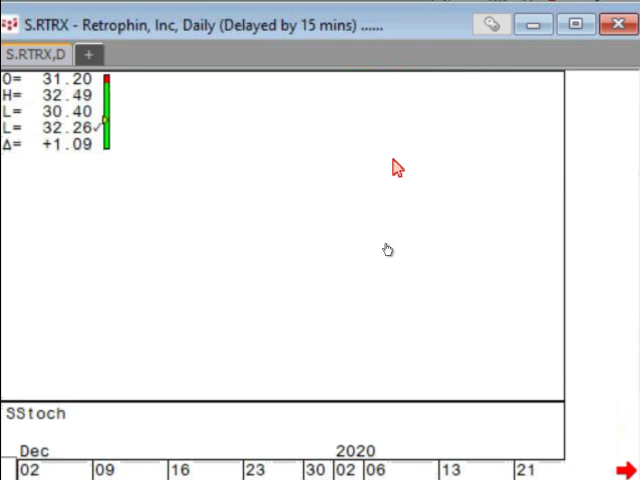 S.RTRX - Retrophin, Inc, Daily (Delayed by 15 mins) ......
S.RTRX,D +
O= 31.20
H= 32.49
L= 30.40
L= 32.26✓
Δ= +1.09
SStoch
Dec 2020
02 09 16 23 30 02 06 13 21